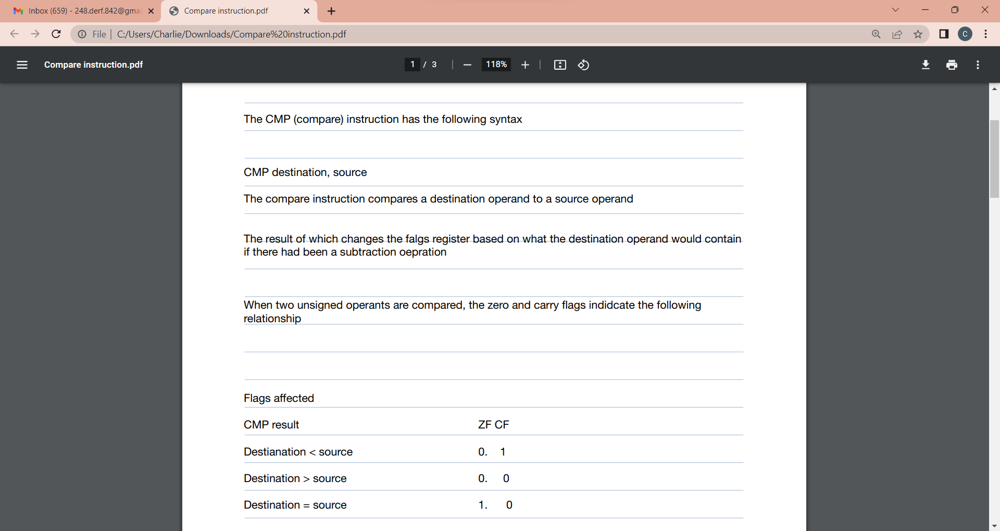 Inbox (659) - 248.derf.842@gmai
Compare instruction.pdf
File
C:/Users/Charlie/Downloads/Compare%20instruction.pdf
C
Compare instruction.pdf
1 / 3
118%
The CMP (compare) instruction has the following syntax
CMP destination, source
The compare instruction compares a destination operand to a source operand
The result of which changes the falgs register based on what the destination operand would contain
if there had been a subtraction oepration
When two unsigned operants are compared, the zero and carry flags indidcate the following
relationship
Flags affected
CMP result ZF CF
Destianation < source 0. 1
Destination > source 0. 0
Destination = source 1. 0